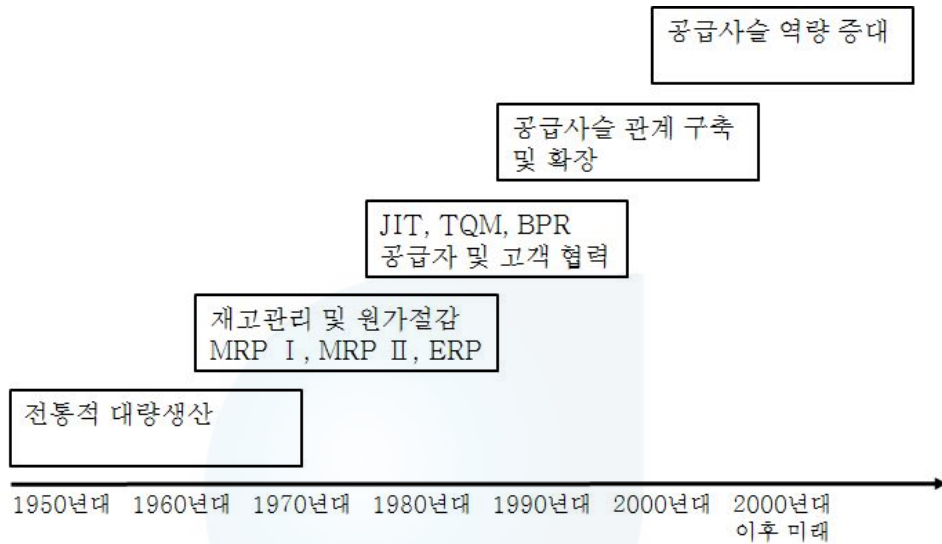 공급사슬 역량 증대
공급사슬 관계 구축
및 확장
JIT, TQM, BPR
공급자 및 고객 협력
재고관리 및 원가절감
MRP Ⅰ, MRP Ⅱ, ERP
전통적 대량생산
1950년대 1960년대 1970년대 1980년대 1990년대 2000년대 2000년대
이후 미래